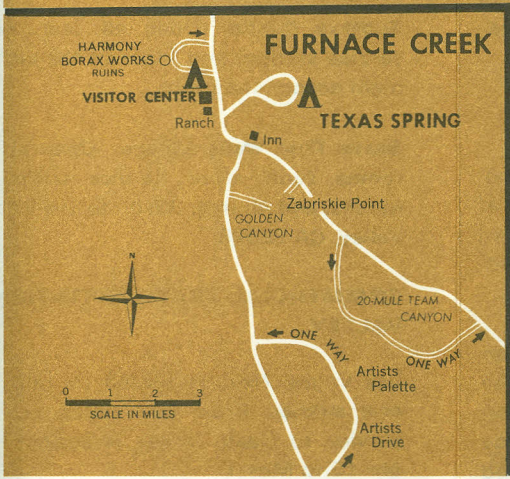 FURNACE CREEK
HARMONY
BORAX WORKS
RUINS
VISITOR CENTER
Ranch
TEXAS SPRING
Inn
Zabriskie Point
GOLDEN
CANYON
N
20-MULE TEAM
CANYON
ONE WAY
ONE WAY
Artists
Palette
0 1 2 3
SCALE IN MILES
Artists
Drive